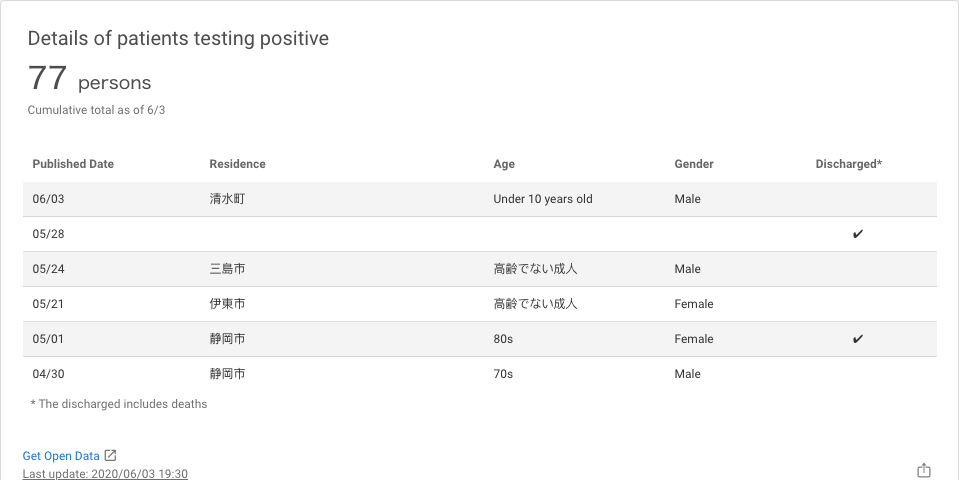 Details of patients testing positive
77 persons
Cumulative total as of 6/3
Published Date Residence Age Gender Discharged*
06/03 清水町 Under 10 years old Male
05/28 ✔
05/24 三島市 高齢でない成人 Male
05/21 伊東市 高齢でない成人 Female
05/01 静岡市 80s Female ✔
04/30 静岡市 70s Male
* The discharged includes deaths
Get Open Data
Last update: 2020/06/03 19:30